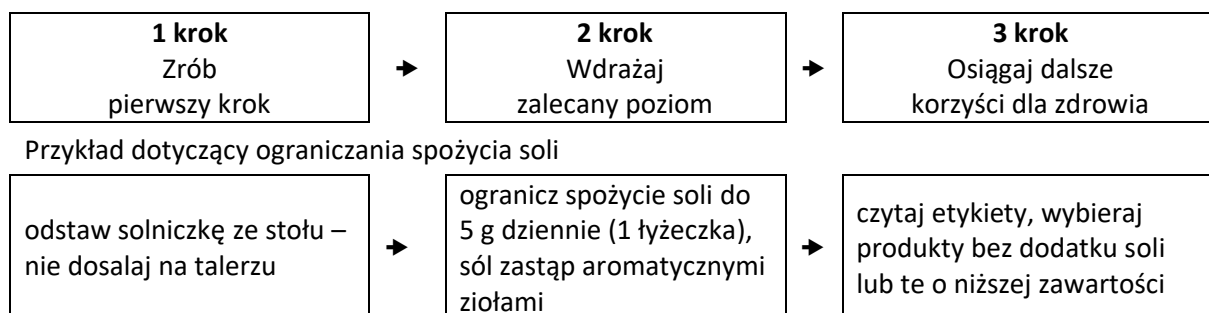 1 krok
Zrób
pierwszy krok
2 krok
Wdrażaj
zalecany poziom
3 krok
Osiągaj dalsze
korzyści dla zdrowia
Przykład dotyczący ograniczania spożycia soli
odstaw solniczkę ze stołu –
nie dosalaj na talerzu
ogranicz spożycie soli do
5 g dziennie (1 łyżeczka),
sól zastąp aromatycznymi
ziołami
czytaj etykiety, wybieraj
produkty bez dodatku soli
lub te o niższej zawartości